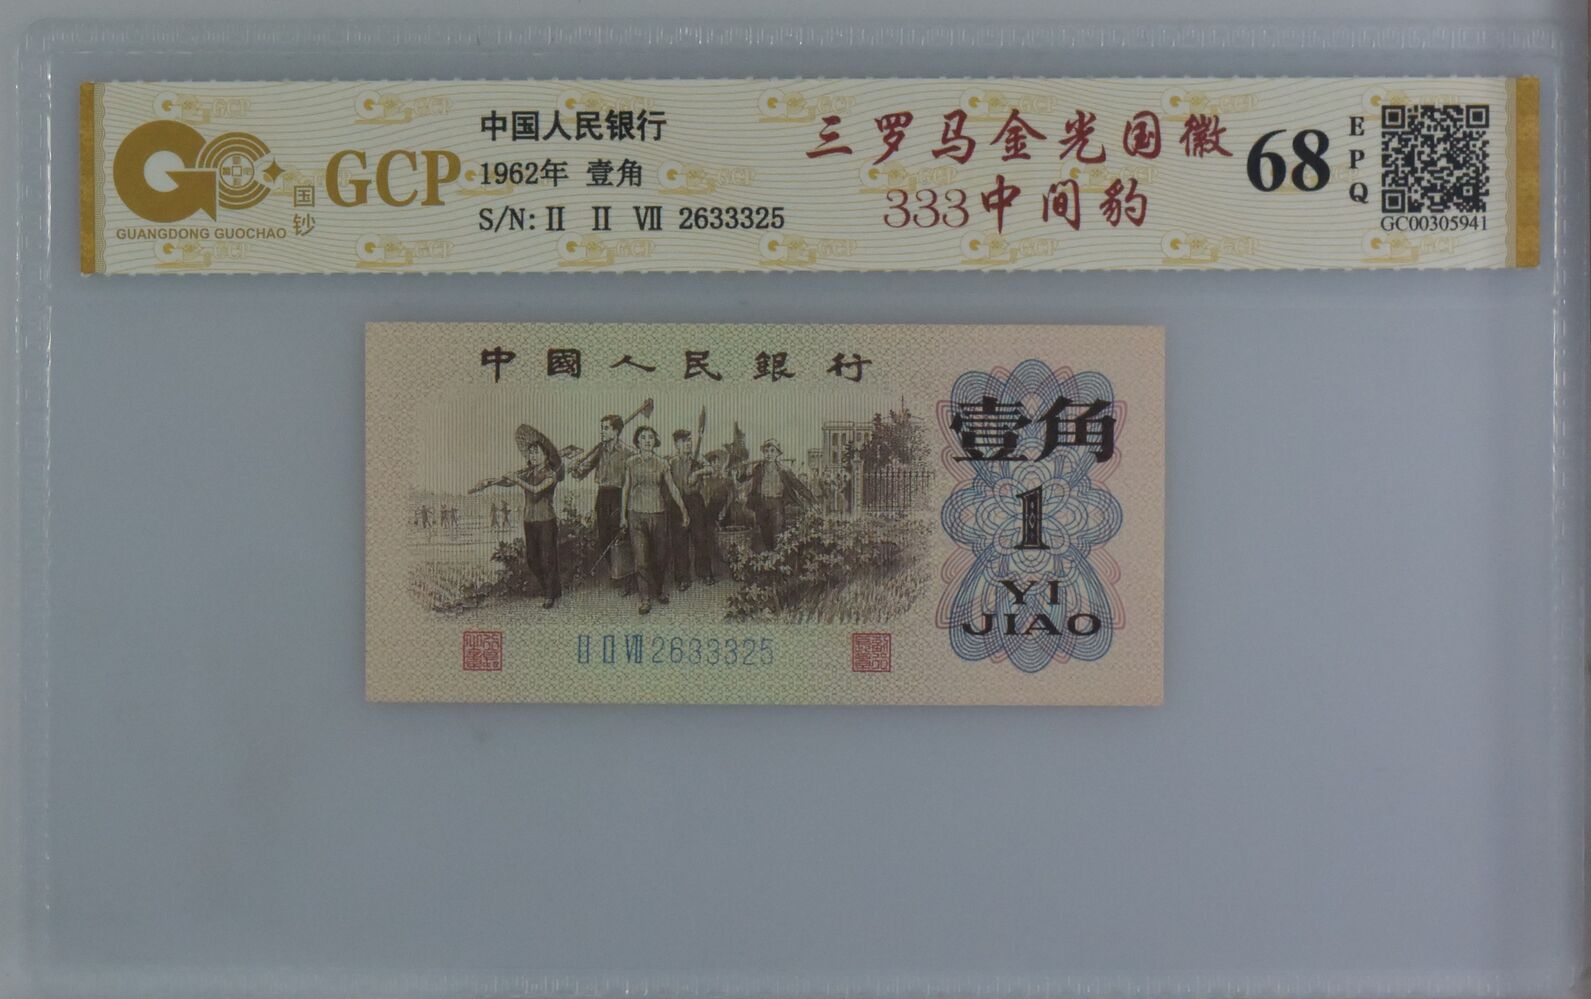 GCP
国钞
GUANGDONG GUOCHAO
中国人民银行
1962年 壹角
S/N: II II VII 2633325
三罗马金光国徽
333中间豹
68
EPQ
GC00305941
中國人民銀行
壹角
1
YI
JIAO
II II VII 2633325